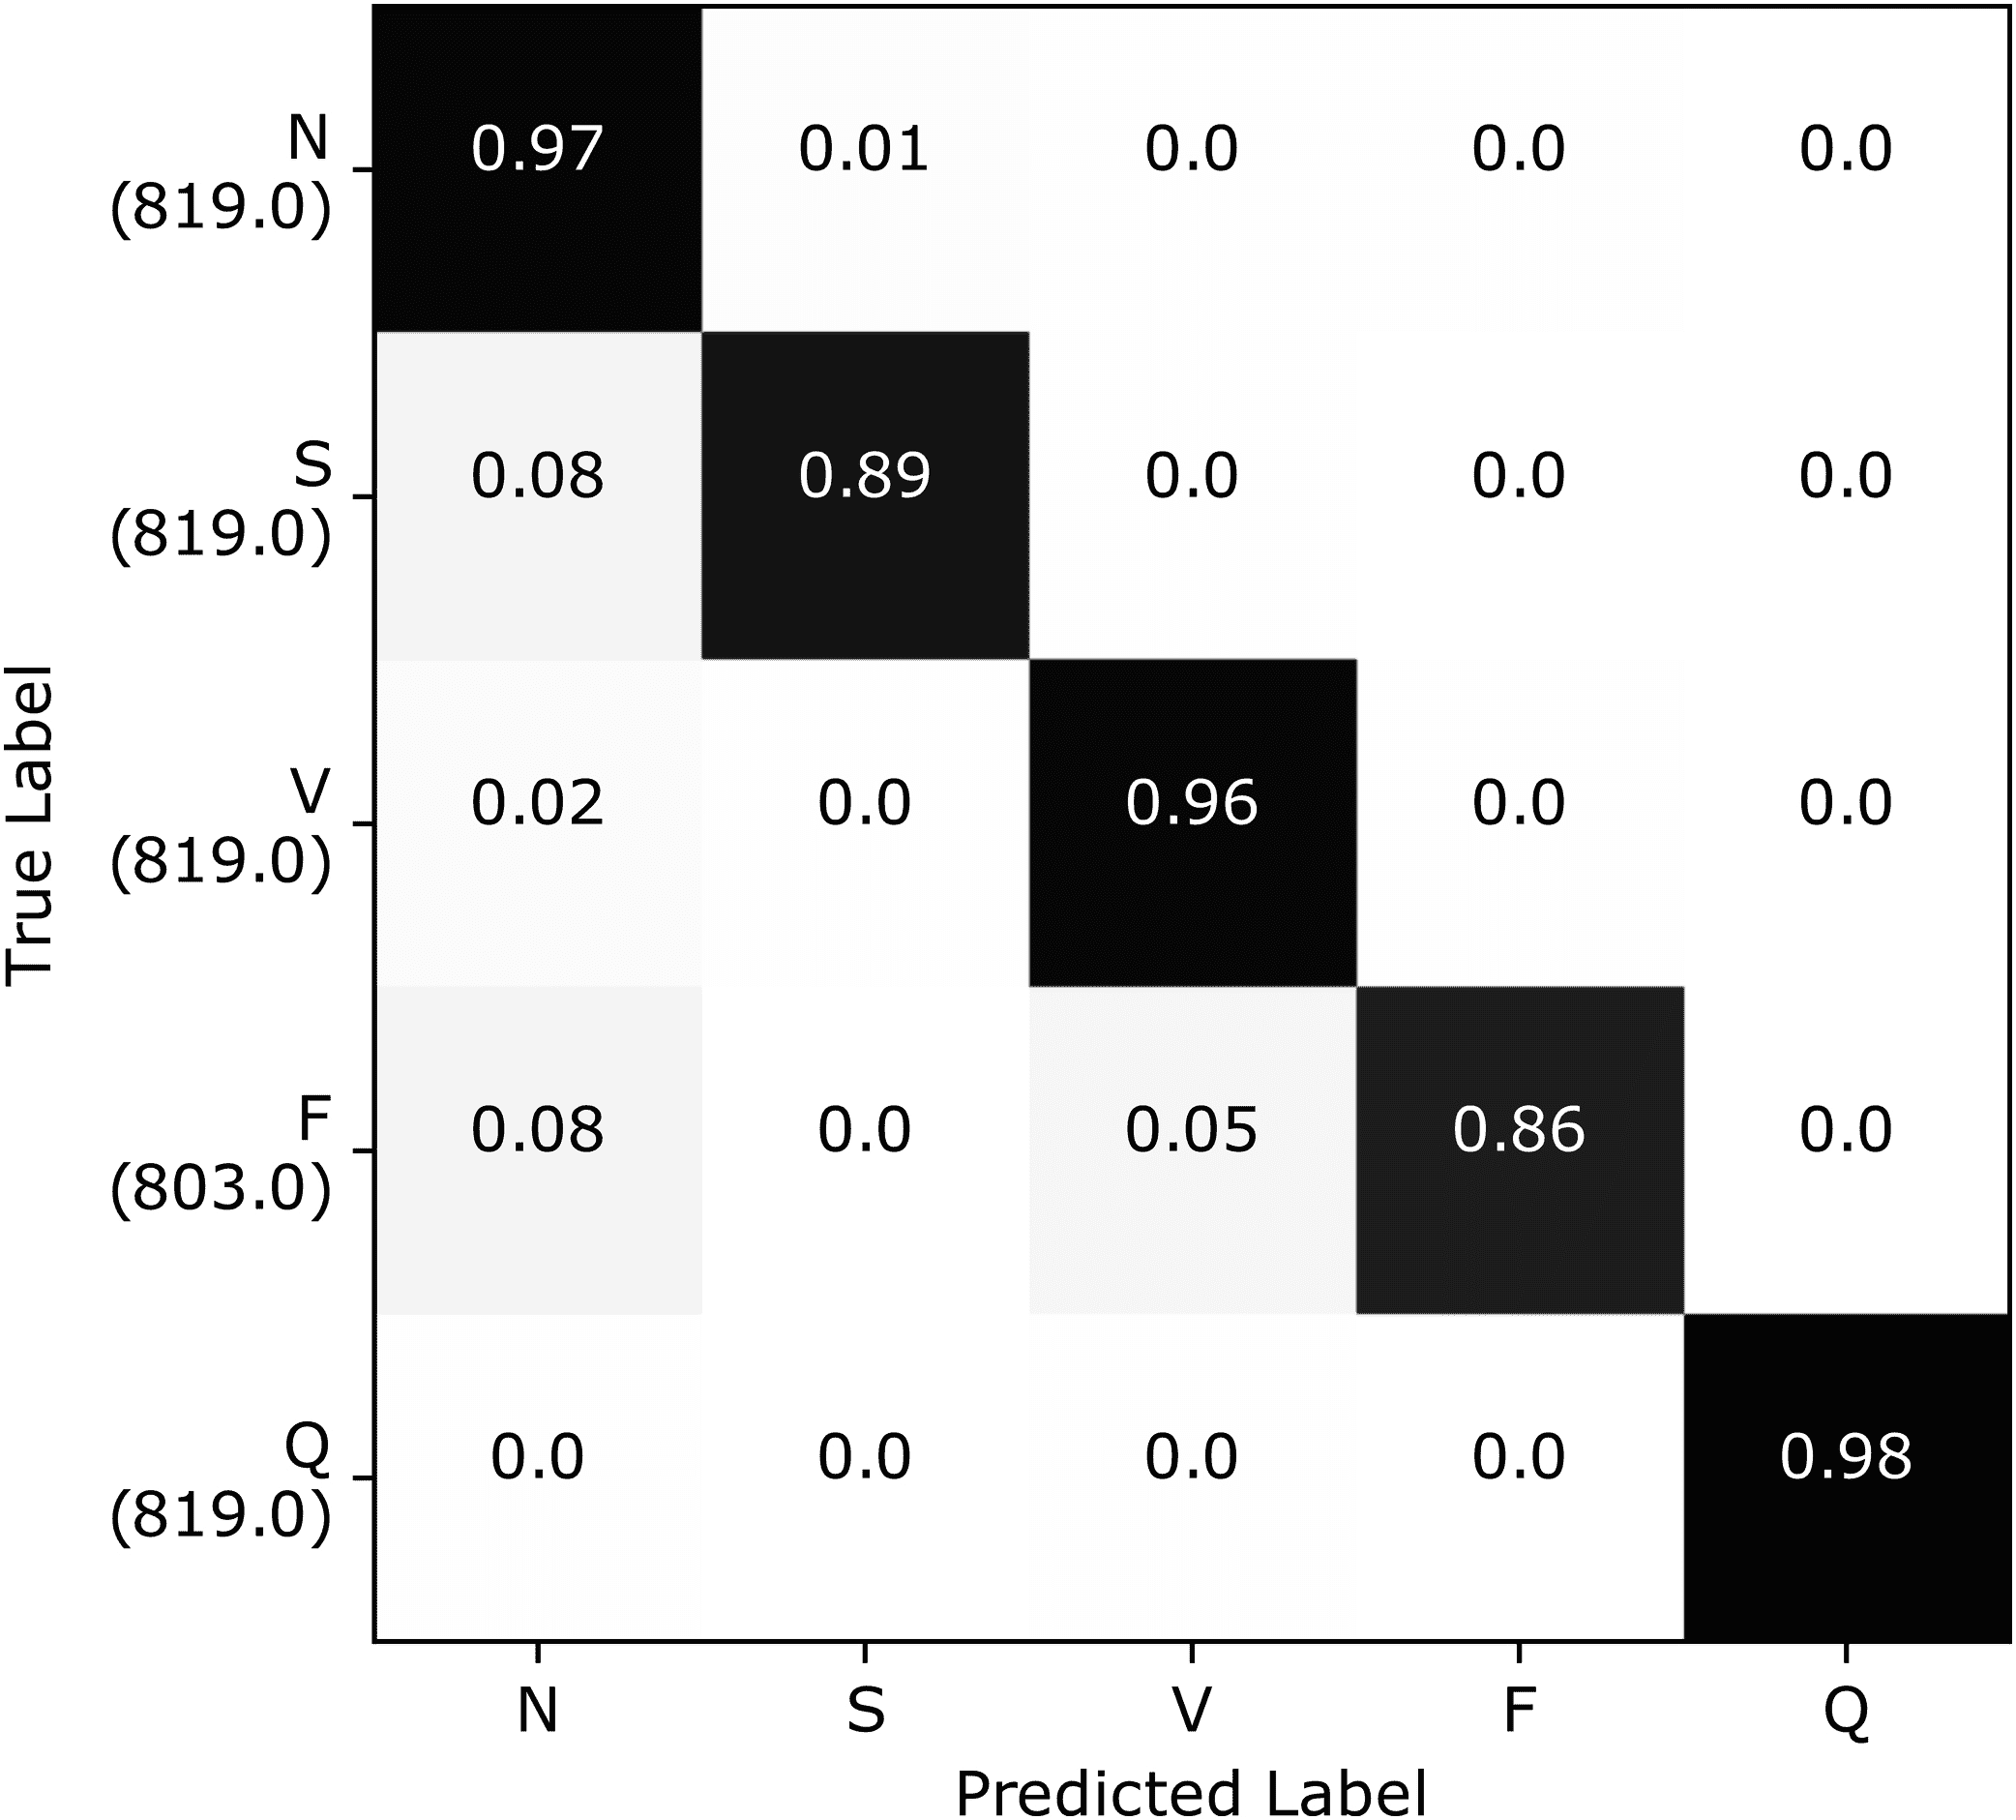 True Label
N
(819.0)
0.97 0.01 0.0 0.0 0.0
S
(819.0)
0.08 0.89 0.0 0.0 0.0
V
(819.0)
0.02 0.0 0.96 0.0 0.0
F
(803.0)
0.08 0.0 0.05 0.86 0.0
Q
(819.0)
0.0 0.0 0.0 0.0 0.98
N S V F Q
Predicted Label